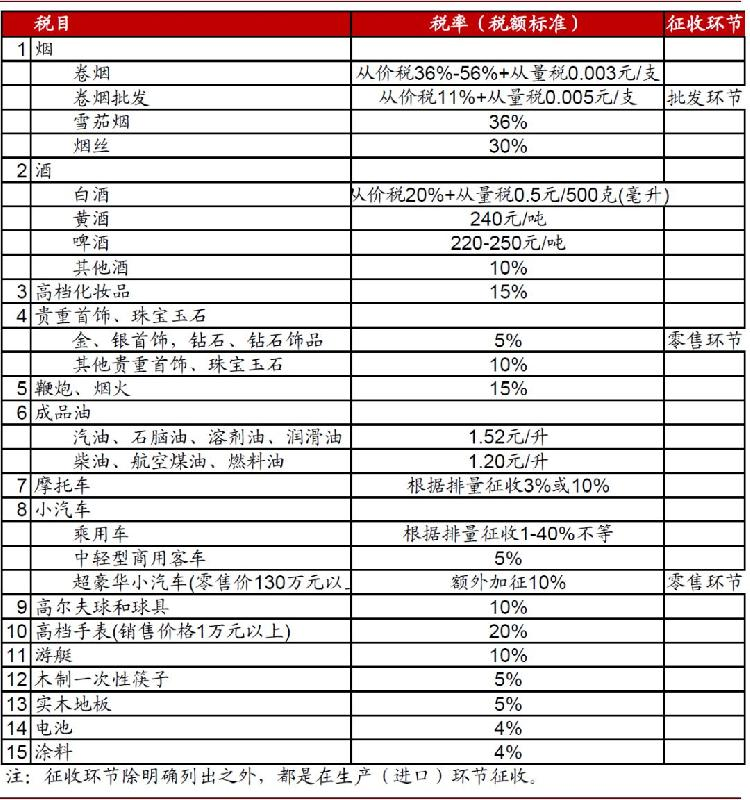 税目 税率（税额标准） 征收环节
1 烟
卷烟 从价税36%-56%+从量税0.003元/支
卷烟批发 从价税11%+从量税0.005元/支 批发环节
雪茄烟 36%
烟丝 30%
2 酒
白酒 从价税20%+从量税0.5元/500克(毫升)
黄酒 240元/吨
啤酒 220-250元/吨
其他酒 10%
3 高档化妆品 15%
4 贵重首饰、珠宝玉石
金、银首饰，钻石、钻石饰品 5% 零售环节
其他贵重首饰、珠宝玉石 10%
5 鞭炮、烟火 15%
6 成品油
汽油、石脑油、溶剂油、润滑油 1.52元/升
柴油、航空煤油、燃料油 1.20元/升
7 摩托车 根据排量征收3%或10%
8 小汽车
乘用车 根据排量征收1-40%不等
中轻型商用客车 5%
超豪华小汽车(零售价130万元以 额外加征10% 零售环节
9 高尔夫球和球具 10%
10 高档手表(销售价格1万元以上) 20%
11 游艇 10%
12 木制一次性筷子 5%
13 实木地板 5%
14 电池 4%
15 涂料 4%
注：征收环节除明确列出之外，都是在生产（进口）环节征收。